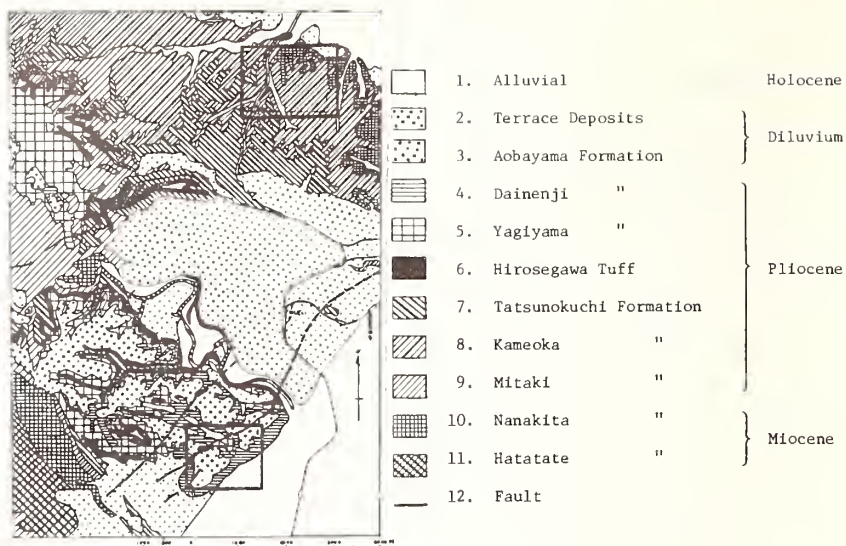 1. Alluvial Holocene
2. Terrace Deposits
Diluvium
3. Aobayama Formation
4. Dainenji "
5. Yagiyama "
6. Hirosegawa Tuff Pliocene
7. Tatsunokuchi Formation
8. Kameoka "
9. Mitaki "
10. Nanakita "
Miocene
11. Hatatate "
12. Fault